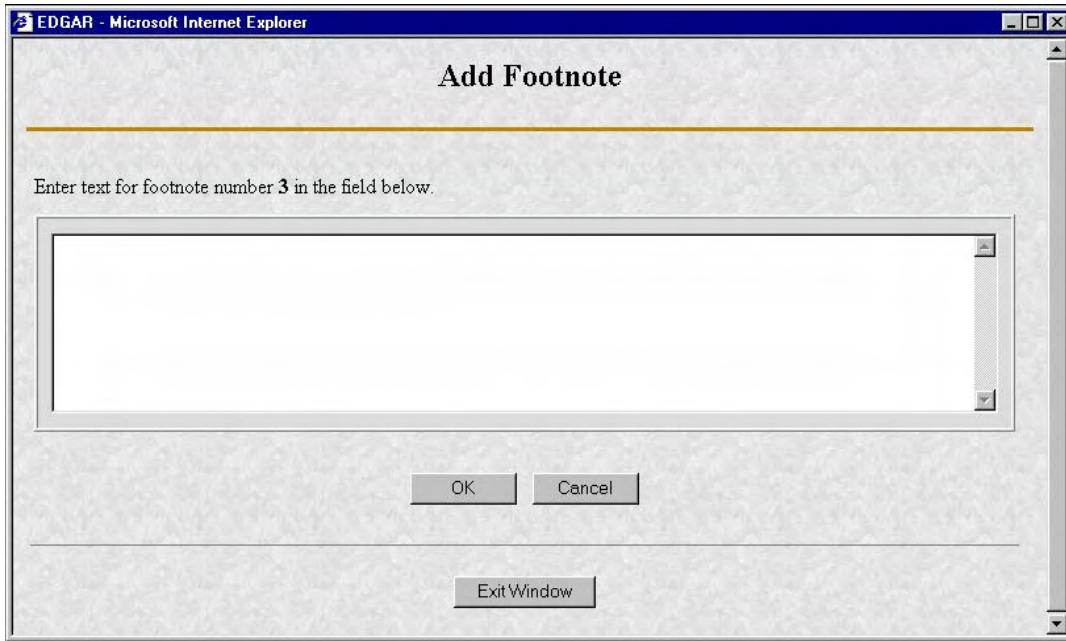 EDGAR - Microsoft Internet Explorer
Add Footnote
Enter text for footnote number 3 in the field below.
OK Cancel
Exit Window